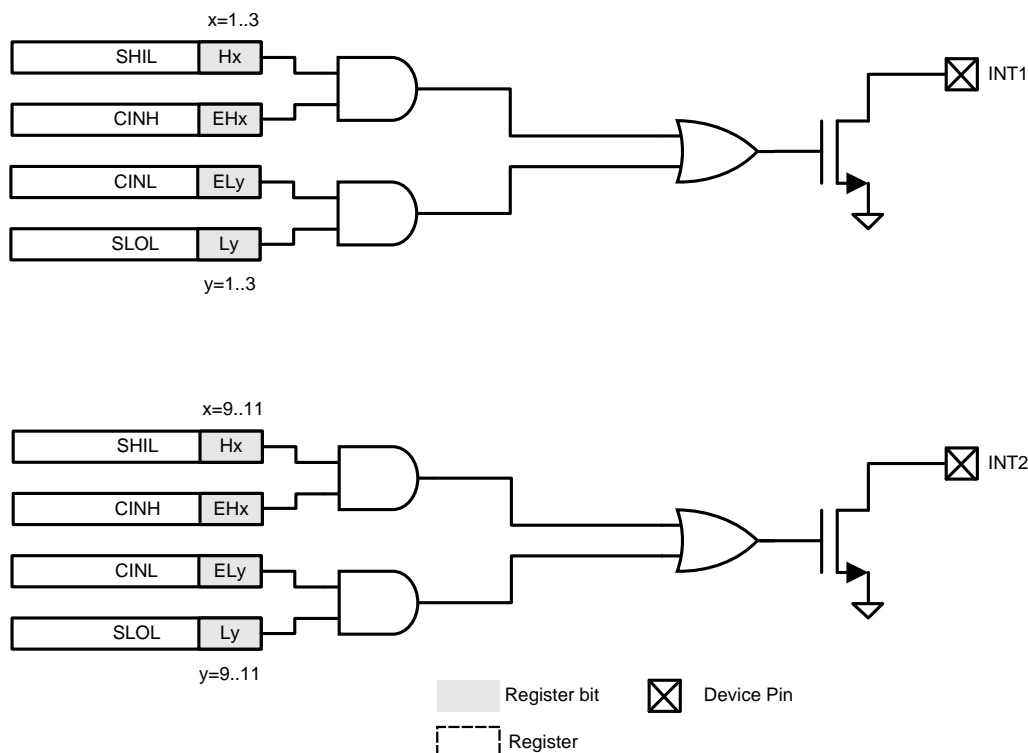 x=1..3
SHIL Hx
INT1
CINH EHx
CINL ELy
SLOL Ly
y=1..3
x=9..11
SHIL Hx
INT2
CINH EHx
CINL ELy
SLOL Ly
y=9..11
Register bit Device Pin
Register